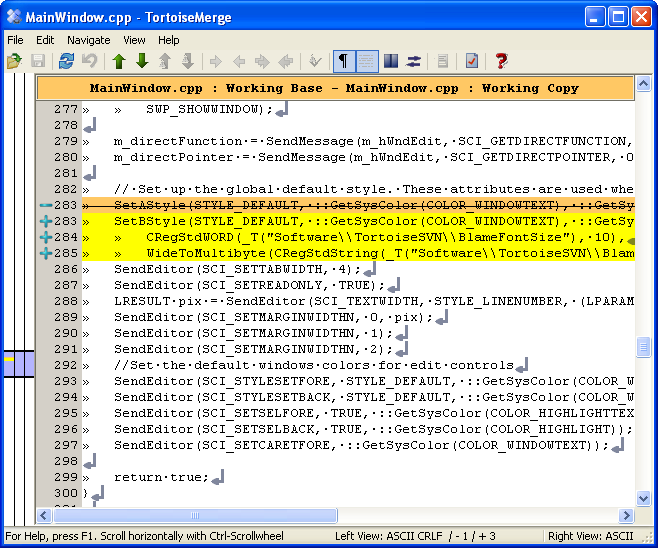 MainWindow.cpp - TortoiseMerge
File Edit Navigate View Help
MainWindow.cpp : Working Base - MainWindow.cpp : Working Copy
277 » » SWP_SHOWWINDOW);
278
279 » m_directFunction·=·SendMessage(m_hWndEdit,·SCI_GETDIRECTFUNCTION,
280 » m_directPointer·=·SendMessage(m_hWndEdit,·SCI_GETDIRECTPOINTER,·0
281
282 » //·Set·up·the·global·default·style.·These·attributes·are·used·whe
283 » SetAStyle(STYLE_DEFAULT,·::GetSysColor(COLOR_WINDOWTEXT),·::GetSy
283 » SetBStyle(STYLE_DEFAULT,·::GetSysColor(COLOR_WINDOWTEXT),·::GetSy
284 » » CRegStdWORD(_T("Software\\TortoiseSVN\\BlameFontSize"),·10),
285 » » WideToMultibyte(CRegStdString(_T("Software\\TortoiseSVN\\Blam
286 » SendEditor(SCI_SETTABWIDTH,·4);
287 » SendEditor(SCI_SETREADONLY,·TRUE);
288 » LRESULT·pix·=·SendEditor(SCI_TEXTWIDTH,·STYLE_LINENUMBER,·(LPARAM
289 » SendEditor(SCI_SETMARGINWIDTHN,·0,·pix);
290 » SendEditor(SCI_SETMARGINWIDTHN,·1);
291 » SendEditor(SCI_SETMARGINWIDTHN,·2);
292 » //Set·the·default·windows·colors·for·edit·controls
293 » SendEditor(SCI_STYLESETFORE,·STYLE_DEFAULT,·::GetSysColor(COLOR_W
294 » SendEditor(SCI_STYLESETBACK,·STYLE_DEFAULT,·::GetSysColor(COLOR_W
295 » SendEditor(SCI_SETSELFORE,·TRUE,·::GetSysColor(COLOR_HIGHLIGHTTEX
296 » SendEditor(SCI_SETSELBACK,·TRUE,·::GetSysColor(COLOR_HIGHLIGHT));
297 » SendEditor(SCI_SETCARETFORE,·::GetSysColor(COLOR_WINDOWTEXT));
298
299 » return·true;
300 }
For Help, press F1. Scroll horizontally with Ctrl-Scrollwheel Left View: ASCII CRLF / - 1 / + 3 Right View: ASCII